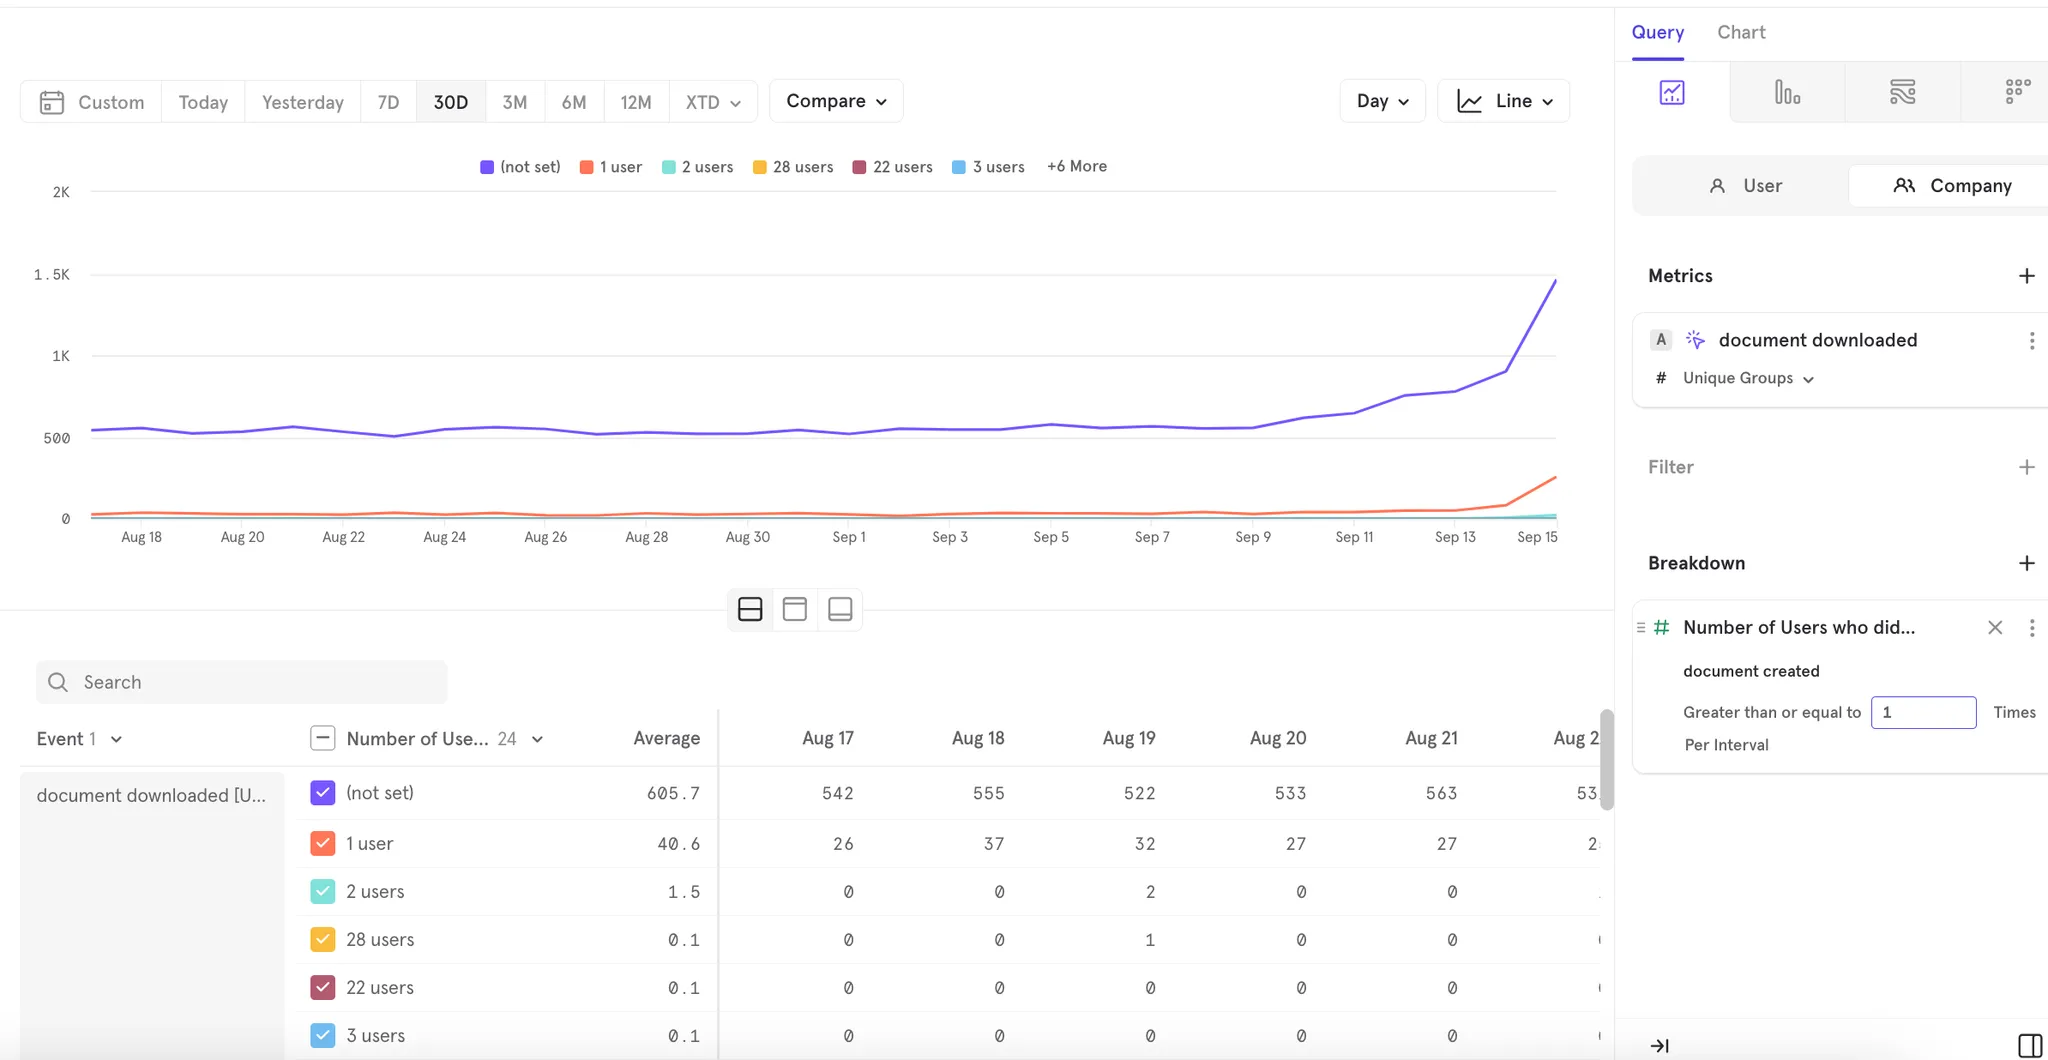 Query Chart
Custom Today Yesterday 7D 30D 3M 6M 12M XTD Compare Day Line
User Company
(not set) 1 user 2 users 28 users 22 users 3 users +6 More
2K
1.5K
1K
500
0
Aug 18 Aug 20 Aug 22 Aug 24 Aug 26 Aug 28 Aug 30 Sep 1 Sep 3 Sep 5 Sep 7 Sep 9 Sep 11 Sep 13 Sep 15
Metrics
A document downloaded
# Unique Groups
Filter
Breakdown
# Number of Users who did...
document created
Greater than or equal to 1 Times
Per Interval
Search
Event 1 Number of Use... 24 Average Aug 17 Aug 18 Aug 19 Aug 20 Aug 21 Aug 2
document downloaded [U... (not set) 605.7 542 555 522 533 563 53
1 user 40.6 26 37 32 27 27 2
2 users 1.5 0 0 2 0 0
28 users 0.1 0 0 1 0 0
22 users 0.1 0 0 0 0 0
3 users 0.1 0 0 0 0 0